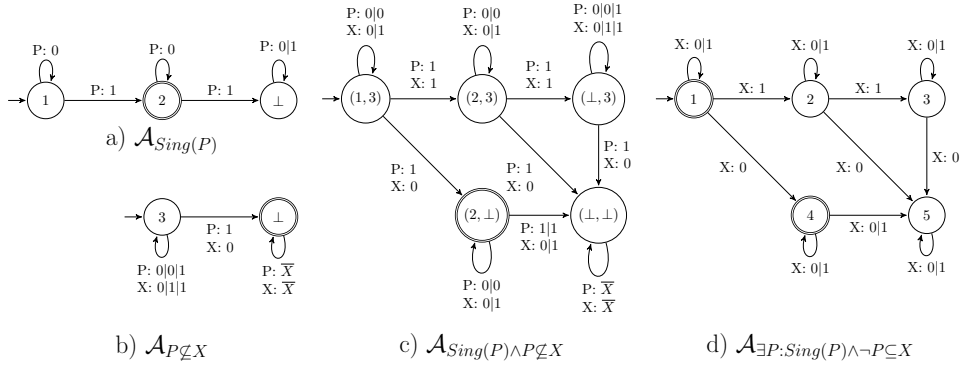 P: 0
P: 0
P: 0|1
1
P: 1
2
P: 1
⊥
a) 𝒜_{Sing(P)}
3
P: 1
X: 0
⊥
P: 0|0|1
X: 0|1|1
P: X̅
X: X̅
b) 𝒜_{P⊈X}
P: 0|0
X: 0|1
P: 0|0
X: 0|1
P: 0|0|1
X: 0|1|1
(1, 3)
P: 1
X: 1
(2, 3)
P: 1
X: 1
(⊥, 3)
P: 1
X: 0
P: 1
X: 0
P: 1
X: 0
(2, ⊥)
P: 1|1
X: 0|1
(⊥, ⊥)
P: 0|0
X: 0|1
P: X̅
X: X̅
c) 𝒜_{Sing(P)∧P⊈X}
X: 0|1
X: 0|1
X: 0|1
1
X: 1
2
X: 1
3
X: 0
X: 0
X: 0
4
X: 0|1
5
X: 0|1
X: 0|1
d) 𝒜_{∃P:Sing(P)∧¬P⊆X}